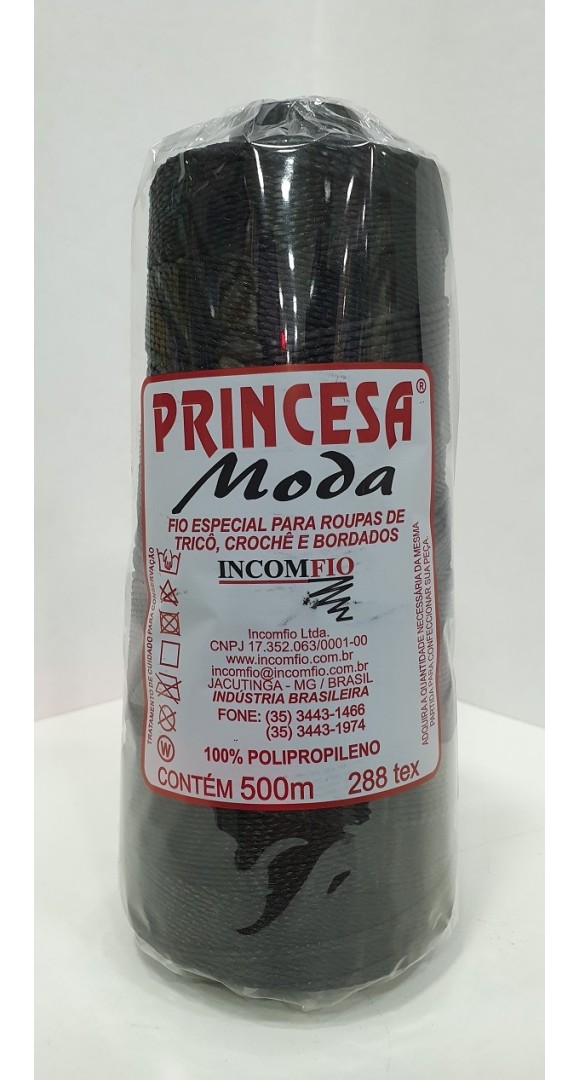 PRINCESA®
Moda
FIO ESPECIAL PARA ROUPAS DE
TRICÔ, CROCHÊ E BORDADOS
INCOMFIO
Incomfio Ltda.
CNPJ 17.352.063/0001-00
www.incomfio.com.br
incomfio@incomfio.com.br
JACUTINGA - MG / BRASIL
INDÚSTRIA BRASILEIRA
FONE: (35) 3443-1466
(35) 3443-1974
100% POLIPROPILENO
CONTÉM 500m 288 tex
TRATAMENTO DE CUIDADO PARA CONSERVAÇÃO
W
ADQUIRA A QUANTIDADE NECESSÁRIA DA MESMA
PARTIDA PARA CONFECCIONAR SUA PEÇA.